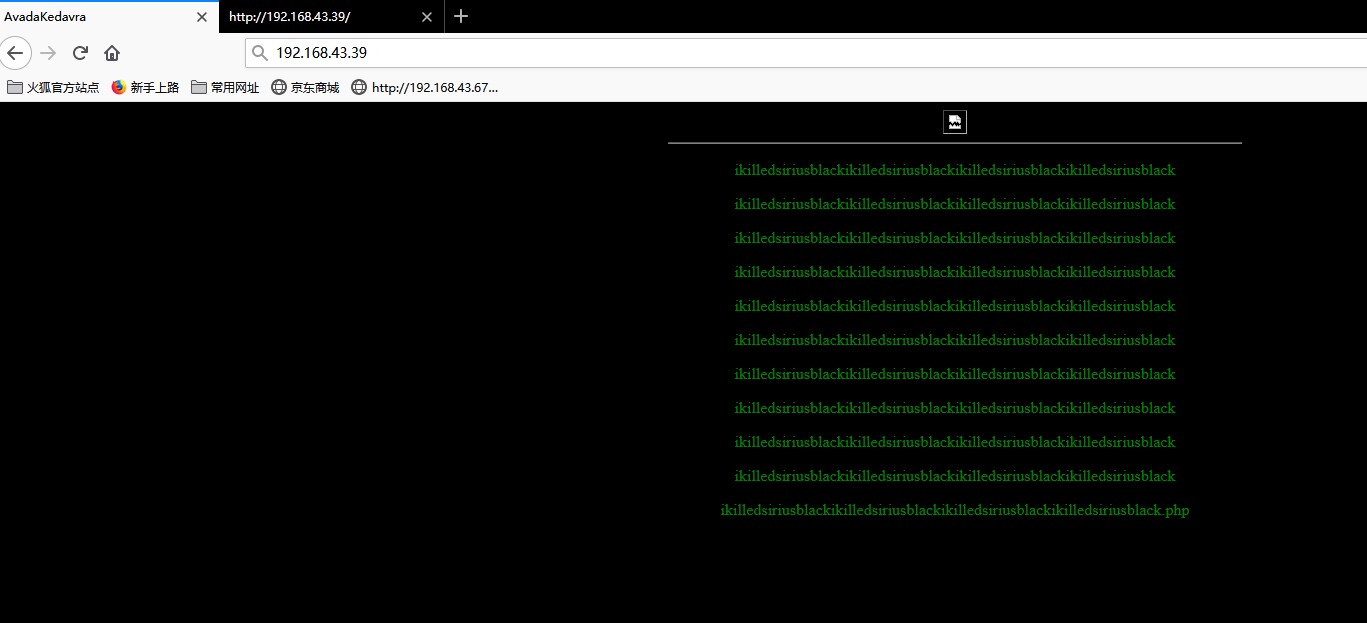 AvadaKedavra
http://192.168.43.39/
192.168.43.39
火狐官方站点 新手上路 常用网址 京东商城 http://192.168.43.67...
ikilledsiriusblackikilledsiriusblackikilledsiriusblackikilledsiriusblack
ikilledsiriusblackikilledsiriusblackikilledsiriusblackikilledsiriusblack
ikilledsiriusblackikilledsiriusblackikilledsiriusblackikilledsiriusblack
ikilledsiriusblackikilledsiriusblackikilledsiriusblackikilledsiriusblack
ikilledsiriusblackikilledsiriusblackikilledsiriusblackikilledsiriusblack
ikilledsiriusblackikilledsiriusblackikilledsiriusblackikilledsiriusblack
ikilledsiriusblackikilledsiriusblackikilledsiriusblackikilledsiriusblack
ikilledsiriusblackikilledsiriusblackikilledsiriusblackikilledsiriusblack
ikilledsiriusblackikilledsiriusblackikilledsiriusblackikilledsiriusblack
ikilledsiriusblackikilledsiriusblackikilledsiriusblackikilledsiriusblack
ikilledsiriusblackikilledsiriusblackikilledsiriusblackikilledsiriusblack.php